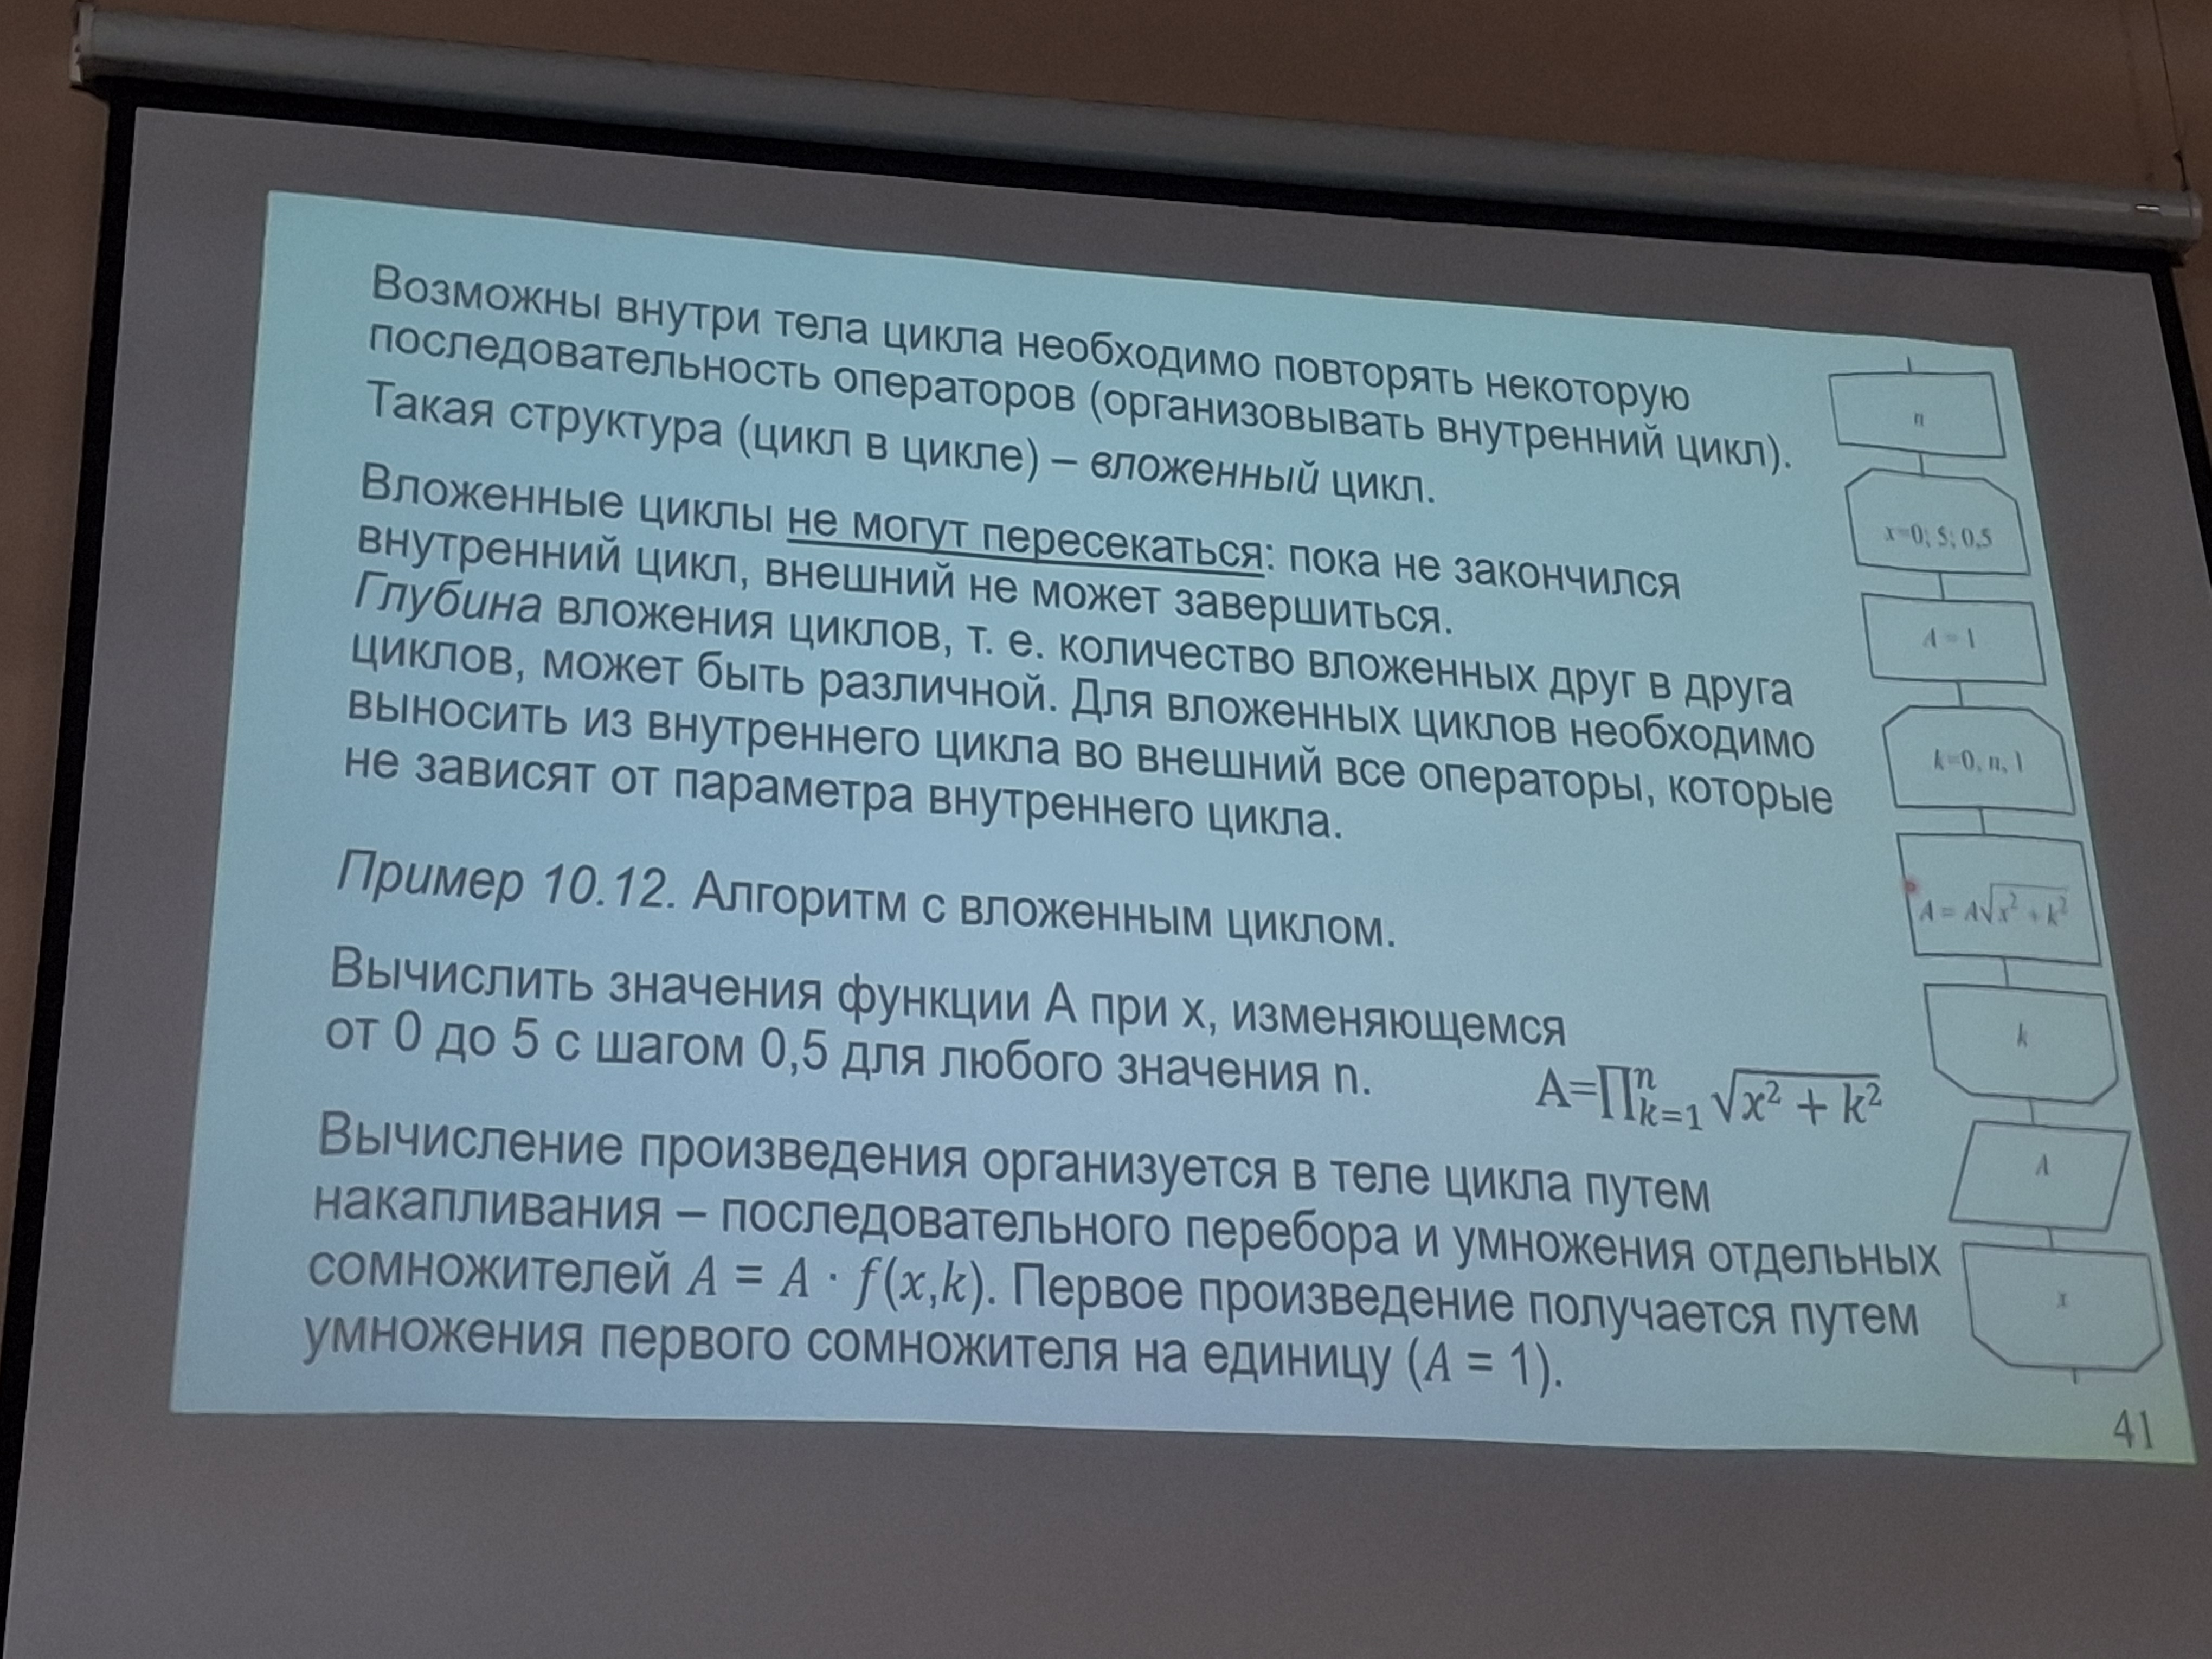 Возможны внутри тела цикла необходимо повторять некоторую
последовательность операторов (организовывать внутренний цикл).
Такая структура (цикл в цикле) – вложенный цикл.
Вложенные циклы не могут пересекаться: пока не закончился
внутренний цикл, внешний не может завершиться.
Глубина вложения циклов, т. е. количество вложенных друг в друга
циклов, может быть различной. Для вложенных циклов необходимо
выносить из внутреннего цикла во внешний все операторы, которые
не зависят от параметра внутреннего цикла.
Пример 10.12. Алгоритм с вложенным циклом.
Вычислить значения функции А при х, изменяющемся
от 0 до 5 с шагом 0,5 для любого значения n.
A=∏ⁿₖ₌₁ √x² + k²
Вычисление произведения организуется в теле цикла путем
накапливания – последовательного перебора и умножения отдельных
сомножителей A = A · f(x,k). Первое произведение получается путем
умножения первого сомножителя на единицу (A = 1).
n
x=0; 5; 0,5
A = 1
k=0, n, 1
A = A√x² + k²
k
A
x
41